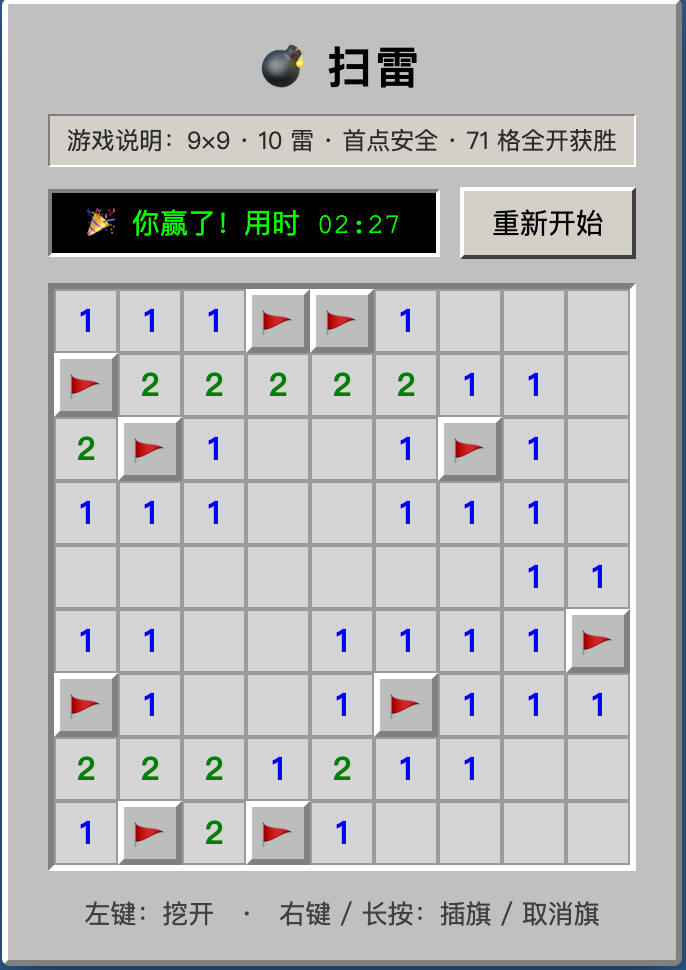 扫雷
游戏说明：9×9 · 10 雷 · 首点安全 · 71 格全开获胜
你赢了！用时 02:27
重新开始
1 1 1 1
2 2 2 2 2 1 1
2 1 1 1
1 1 1 1 1 1
1 1
1 1 1 1 1 1
1 1 1 1 1
2 2 2 1 2 1 1
1 2 1
左键：挖开 · 右键 / 长按：插旗 / 取消旗